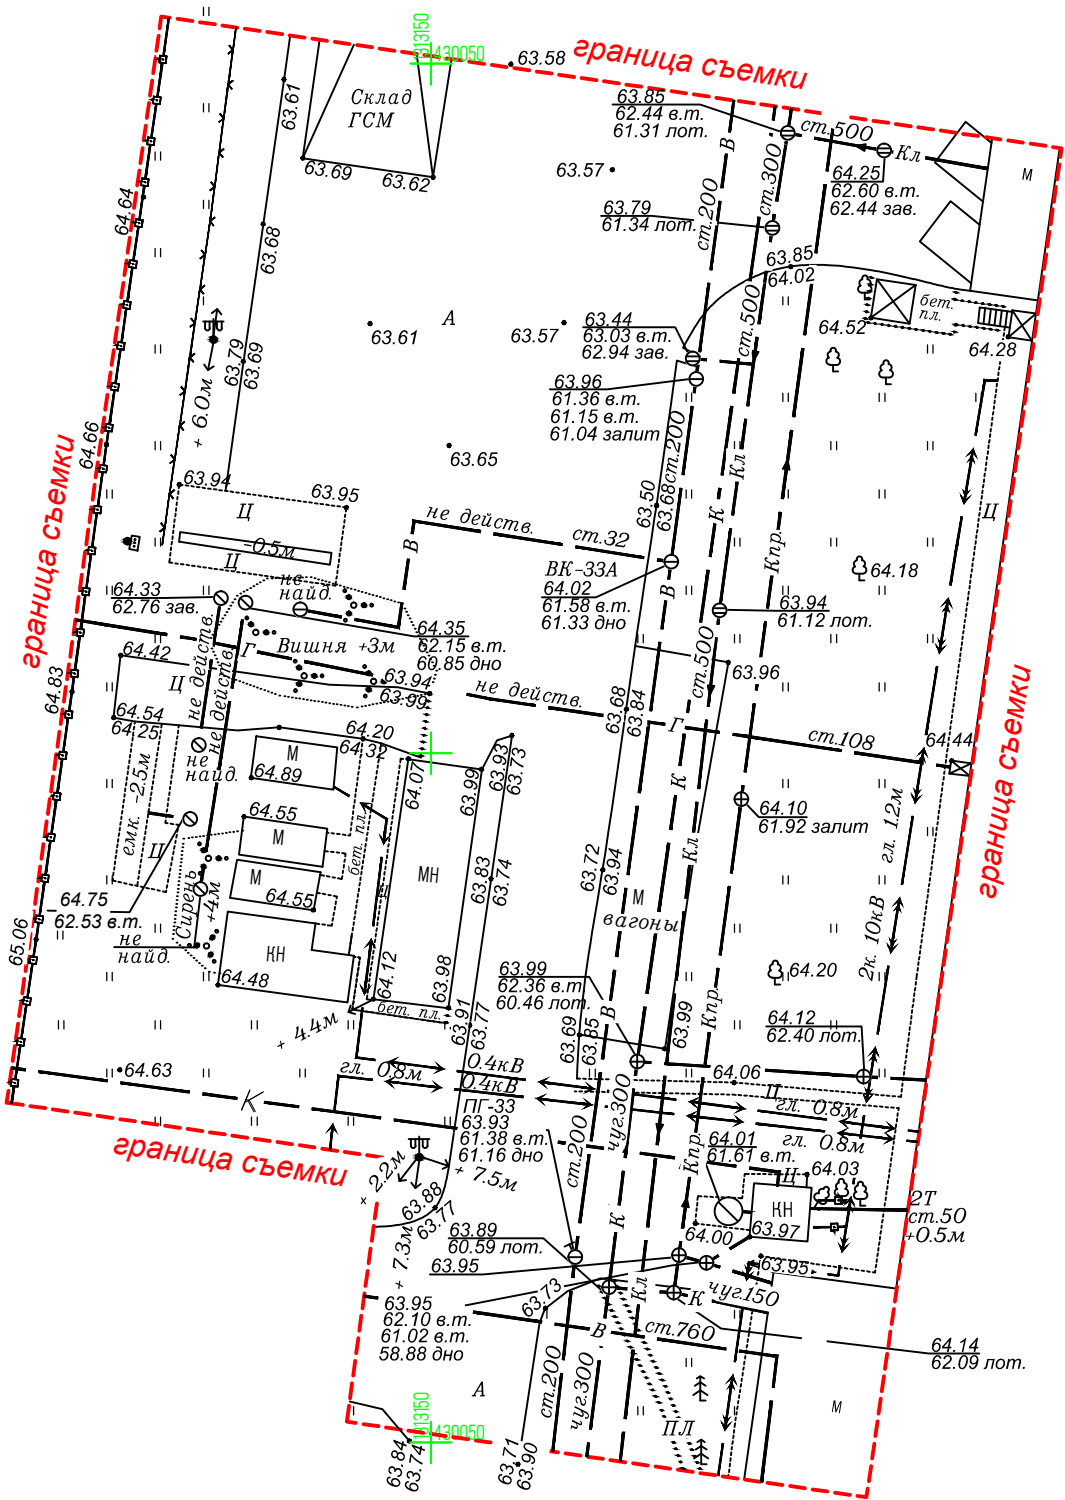 граница съемки
1313150
430050
63.58
63.85
62.44 в.т.
61.31 лот.
ст.500
Кл
64.25
62.60 в.т.
62.44 зав.
м
Склад
ГСМ
63.61
63.69
63.62
63.57
В
ст.300
ст.200
63.79
61.34 лот.
64.64
63.68
63.85
64.02
бет.
пл.
64.52
64.28
63.61
А
63.57
63.44
63.03 в.т.
62.94 зав.
ст.500
63.96
61.36 в.т.
61.15 в.т.
61.04 залит
63.79
63.69
+ 6.0м
63.65
ст.200
Кл
64.66
граница съемки
63.94
63.95
Ц
-0.5м
Ц
не действ.
ст.32
В
63.50
63.68
К
Кпр.
Ц
ВК-33А
64.02
61.58 в.т.
61.33 дно
В
64.18
не
найд.
64.33
62.76 зав.
63.94
61.12 лот.
64.35
62.15 в.т.
60.85 дно
Вишня +3м
Г
не действ.
не действ.
64.42
Ц
63.94
63.99
не действ.
ст.500
63.96
64.83
64.54
64.25
64.20
64.32
63.68
63.84
Г
ст.108
64.44
граница съемки
не
найд.
м
64.89
64.07
63.99
63.93
63.73
К
64.10
61.92 залит
гл. 12м
емк. -2.5м
Ц
64.55
м
бет. пл.
Кл
м
64.55
Ц
МН
63.83
63.74
63.72
63.94
м
вагоны
64.75
62.53 в.т.
не
найд.
Сирень
+4м
КН
64.48
65.06
64.12
63.98
63.99
62.36 в.т.
60.46 лот.
64.20
2к. 10кВ
В
Кпр.
64.12
62.40 лот.
+ 4.4м
бет. пл.
63.91
63.77
63.69
63.85
63.99
64.63
гл. 0.8м
0.4кВ
0.4кВ
64.06
Ц
гл. 0.8м
гл. 0.8м
К
ПГ-33
63.93
61.38 в.т.
61.16 дно
ст.200
чуг.300
Кпр.
64.01
61.61 в.т.
Ц
64.03
граница съемки
+ 2.2м
+ 7.5м
63.88
63.77
+ 7.3м
63.89
60.59 лот.
63.95
К
64.00
КН
63.97
63.95
2Т
ст.50
+0.5м
63.95
62.10 в.т.
61.02 в.т.
58.88 дно
63.73
Кл
К
чуг.150
В
ст.760
64.14
62.09 лот.
ст.200
чуг.300
А
1313150
430050
63.84
63.74
63.71
63.90
ПЛ
м